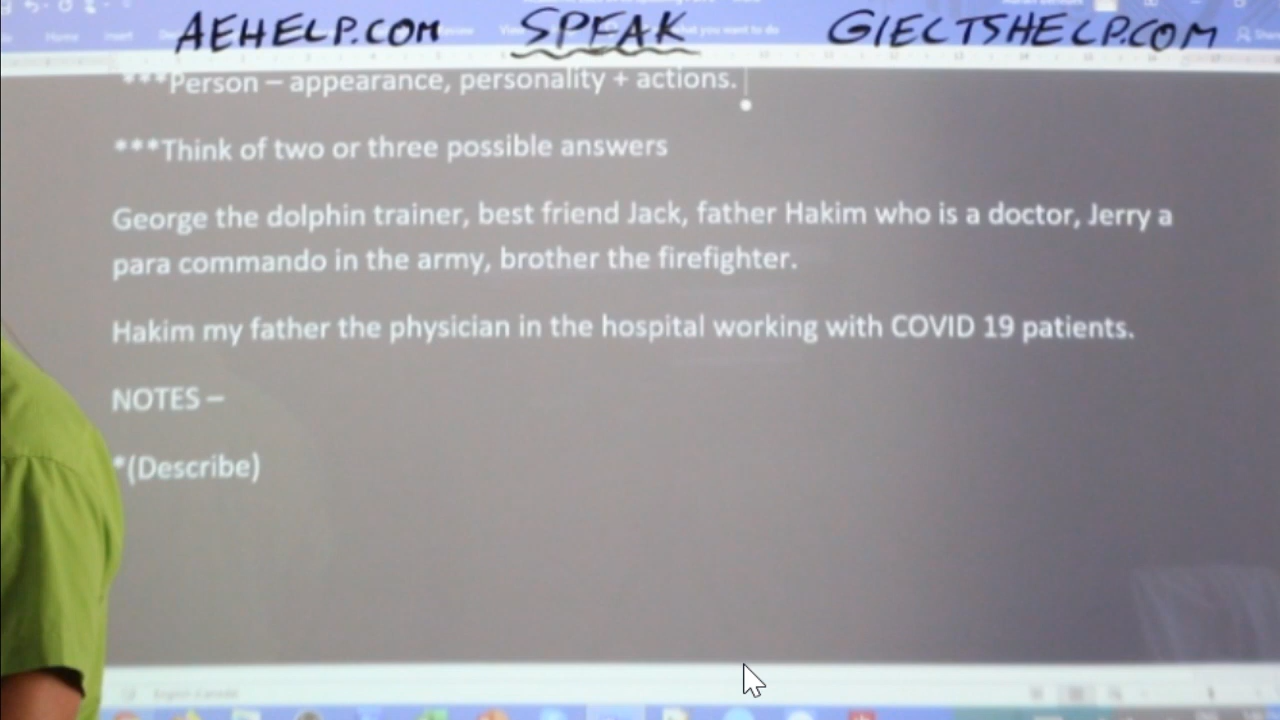 AEHELP.COM SPEAK GIELTSHELP.COM
***Person – appearance, personality + actions.
***Think of two or three possible answers
George the dolphin trainer, best friend Jack, father Hakim who is a doctor, Jerry a
para commando in the army, brother the firefighter.
Hakim my father the physician in the hospital working with COVID 19 patients.
NOTES –
*(Describe)